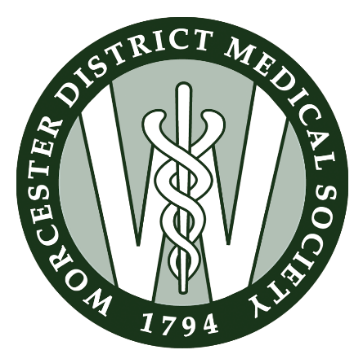 WORCESTER DISTRICT MEDICAL SOCIETY
1794
W